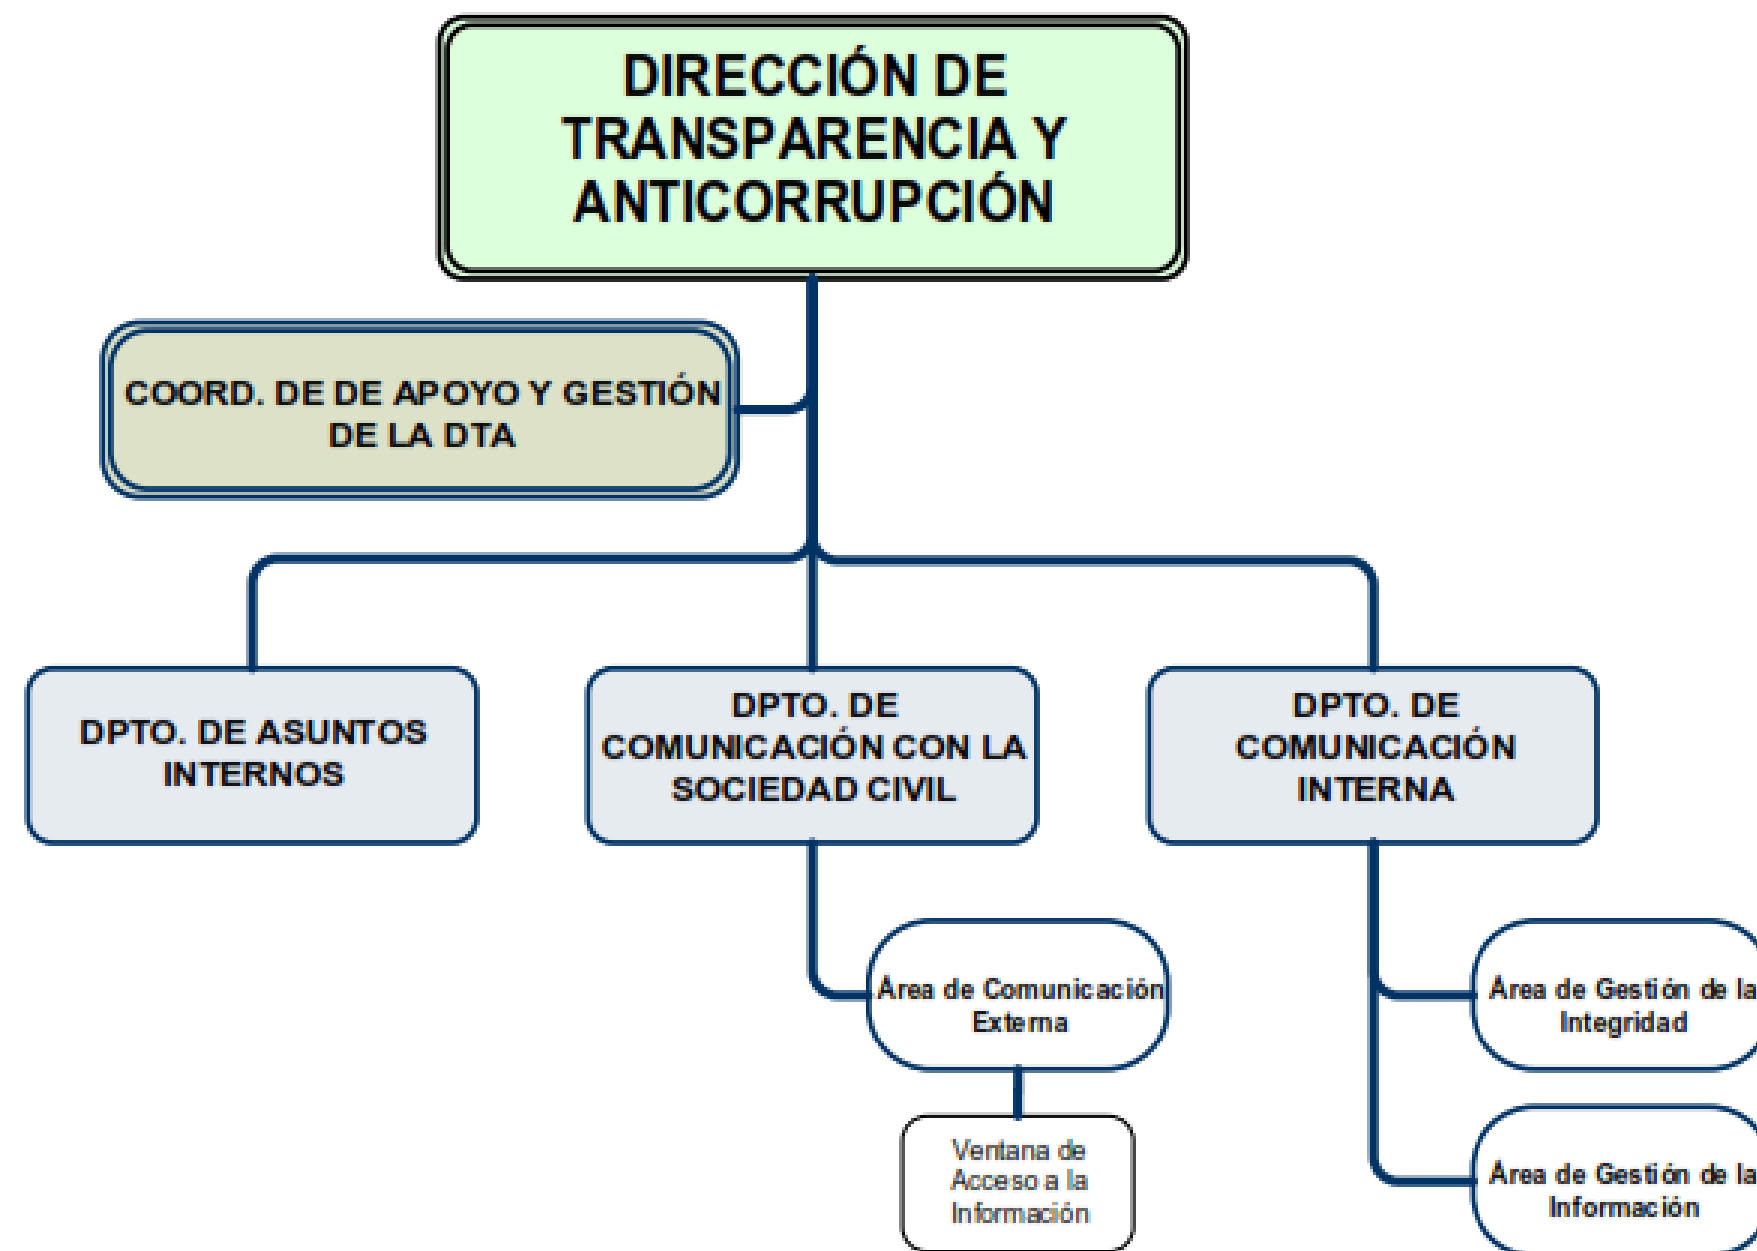 DIRECCIÓN DE
TRANSPARENCIA Y
ANTICORRUPCIÓN
COORD. DE DE APOYO Y GESTIÓN
DE LA DTA
DPTO. DE ASUNTOS
INTERNOS
DPTO. DE
COMUNICACIÓN CON LA
SOCIEDAD CIVIL
DPTO. DE
COMUNICACIÓN
INTERNA
Área de Comunicación
Externa
Ventana de
Acceso a la
Información
Área de Gestión de la
Integridad
Área de Gestión de la
Información